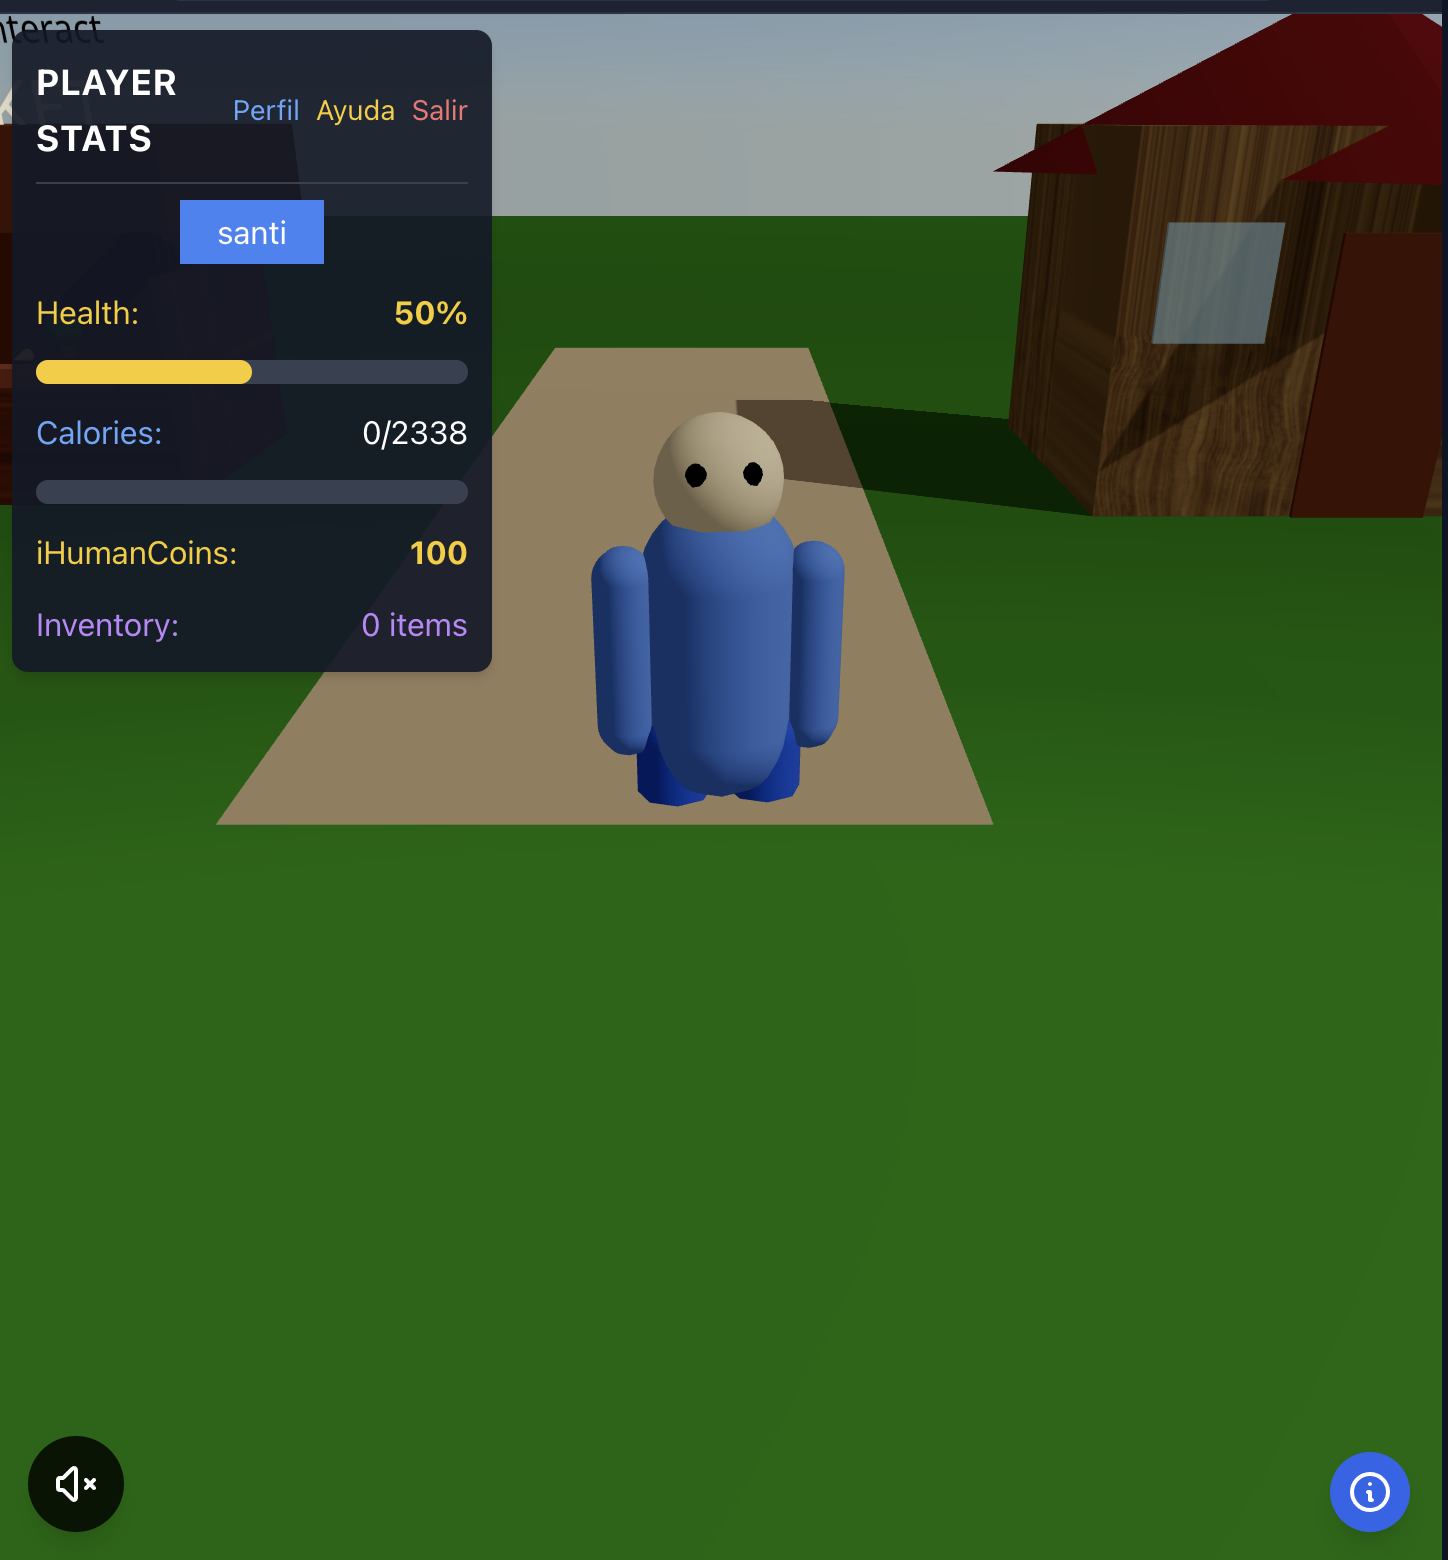 PLAYER
STATS
Perfil Ayuda Salir
santi
Health: 50%
Calories: 0/2338
iHumanCoins: 100
Inventory: 0 items